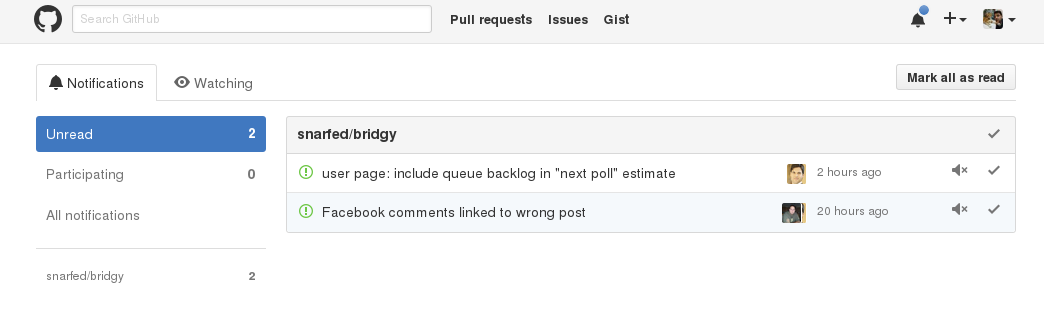 Search GitHub
Pull requests Issues Gist
Notifications Watching
Mark all as read
Unread 2
Participating 0
All notifications
snarfed/bridgy 2
snarfed/bridgy
user page: include queue backlog in "next poll" estimate 2 hours ago
Facebook comments linked to wrong post 20 hours ago